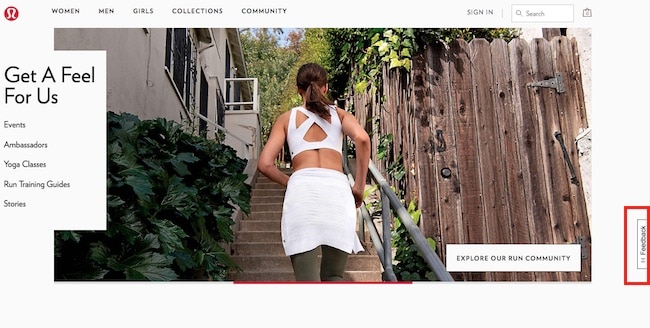 WOMEN MEN GIRLS COLLECTIONS COMMUNITY SIGN IN Search 0
Get A Feel
For Us
Events
Ambassadors
Yoga Classes
Run Training Guides
Stories
EXPLORE OUR RUN COMMUNITY
Feedback